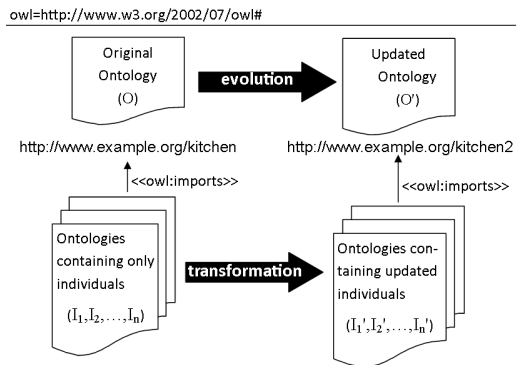 owl=http://www.w3.org/2002/07/owl#
Original
Ontology
(O)
evolution
Updated
Ontology
(O')
http://www.example.org/kitchen
http://www.example.org/kitchen2
<<owl:imports>>
<<owl:imports>>
Ontologies
containing only
individuals
(I₁,I₂,...,Iₙ)
transformation
Ontologies con-
taining updated
individuals
(I₁',I₂',...,Iₙ')